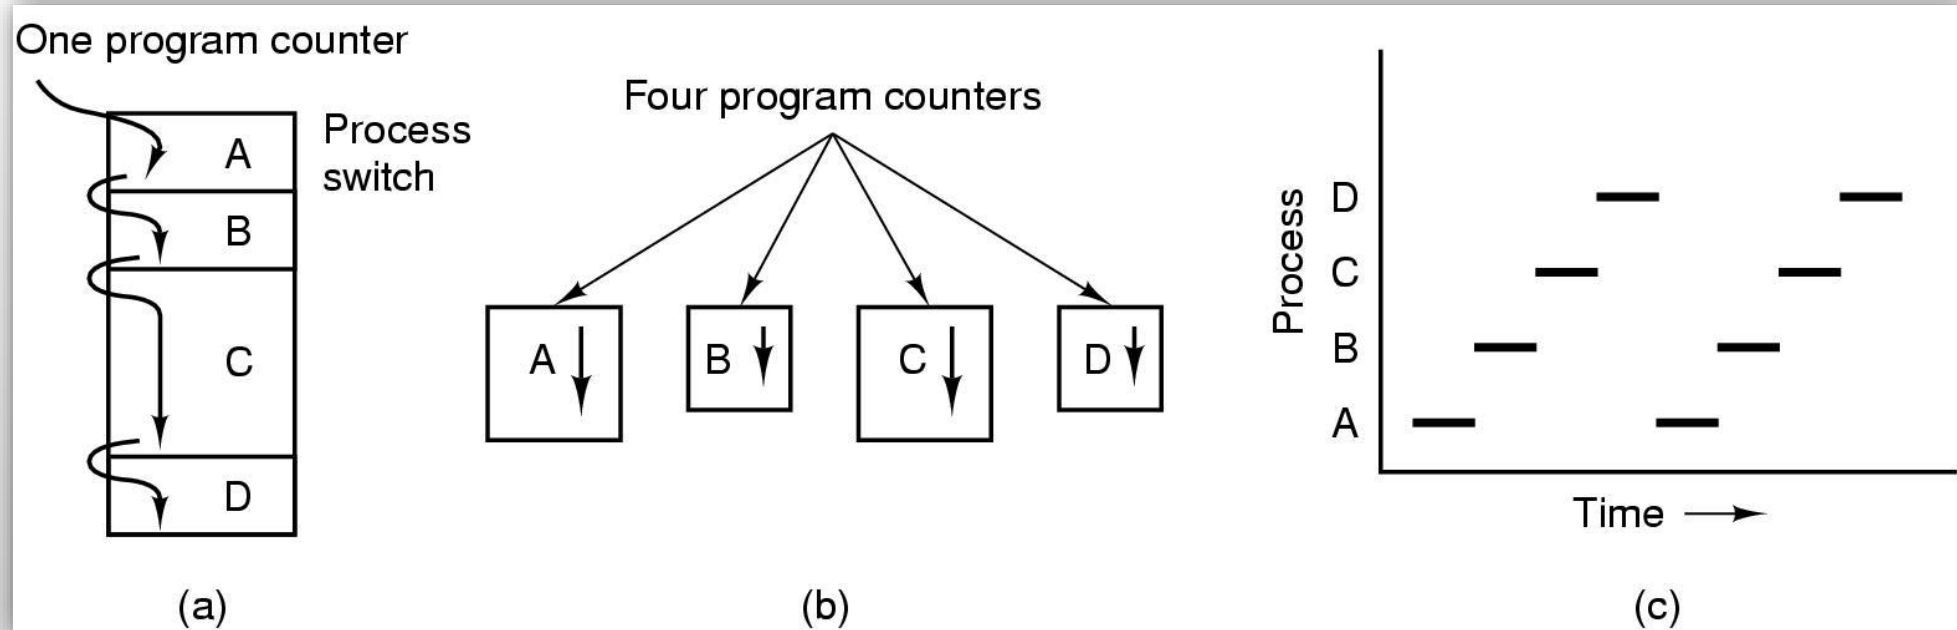 One program counter
Process
switch
A
B
C
D
(a)
Four program counters
A
B
C
D
(b)
Process
D
C
B
A
Time
(c)